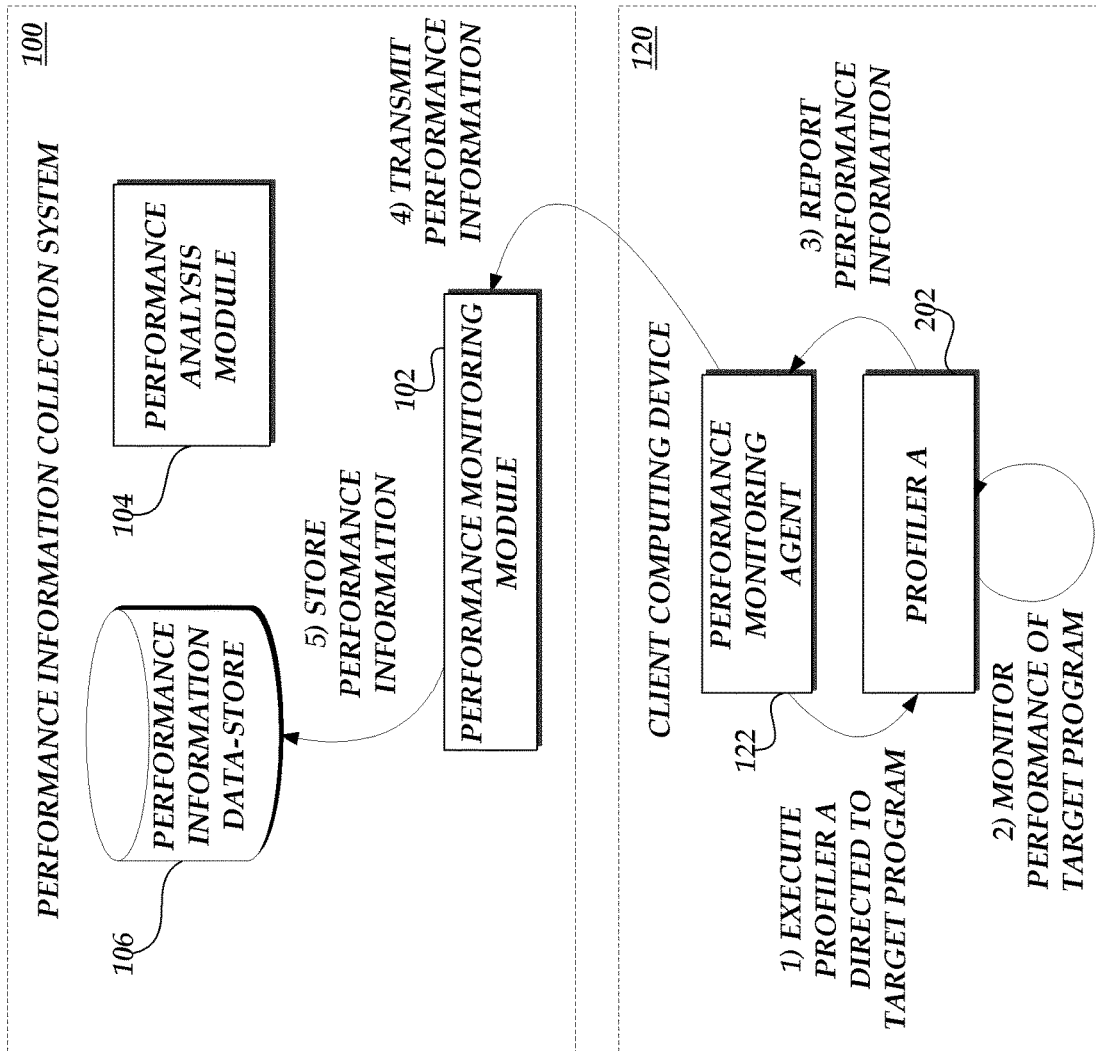 PERFORMANCE INFORMATION COLLECTION SYSTEM
100
106
PERFORMANCE
INFORMATION
DATA-STORE
104
PERFORMANCE
ANALYSIS
MODULE
5) STORE
PERFORMANCE
INFORMATION
102
PERFORMANCE MONITORING
MODULE
4) TRANSMIT
PERFORMANCE
INFORMATION
CLIENT COMPUTING DEVICE
120
122
PERFORMANCE
MONITORING
AGENT
1) EXECUTE
PROFILER A
DIRECTED TO
TARGET PROGRAM
3) REPORT
PERFORMANCE
INFORMATION
202
PROFILER A
2) MONITOR
PERFORMANCE OF
TARGET PROGRAM